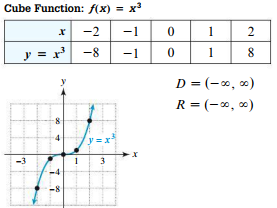 Cube Function: f(x) = x³
x −2 −1 0 1 2
y = x³ −8 −1 0 1 8
D = (−∞, ∞)
R = (−∞, ∞)
y
8
4
y = x³
−3 1 3 x
−4
−8